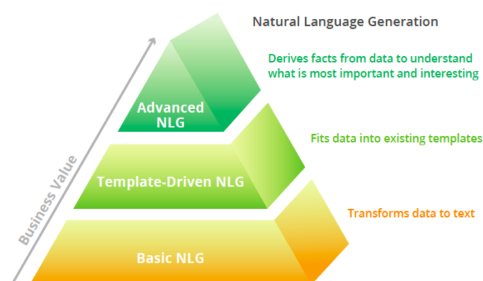 Natural Language Generation
Derives facts from data to understand
what is most important and interesting
Advanced
NLG
Fits data into existing templates
Template-Driven NLG
Business Value
Transforms data to text
Basic NLG